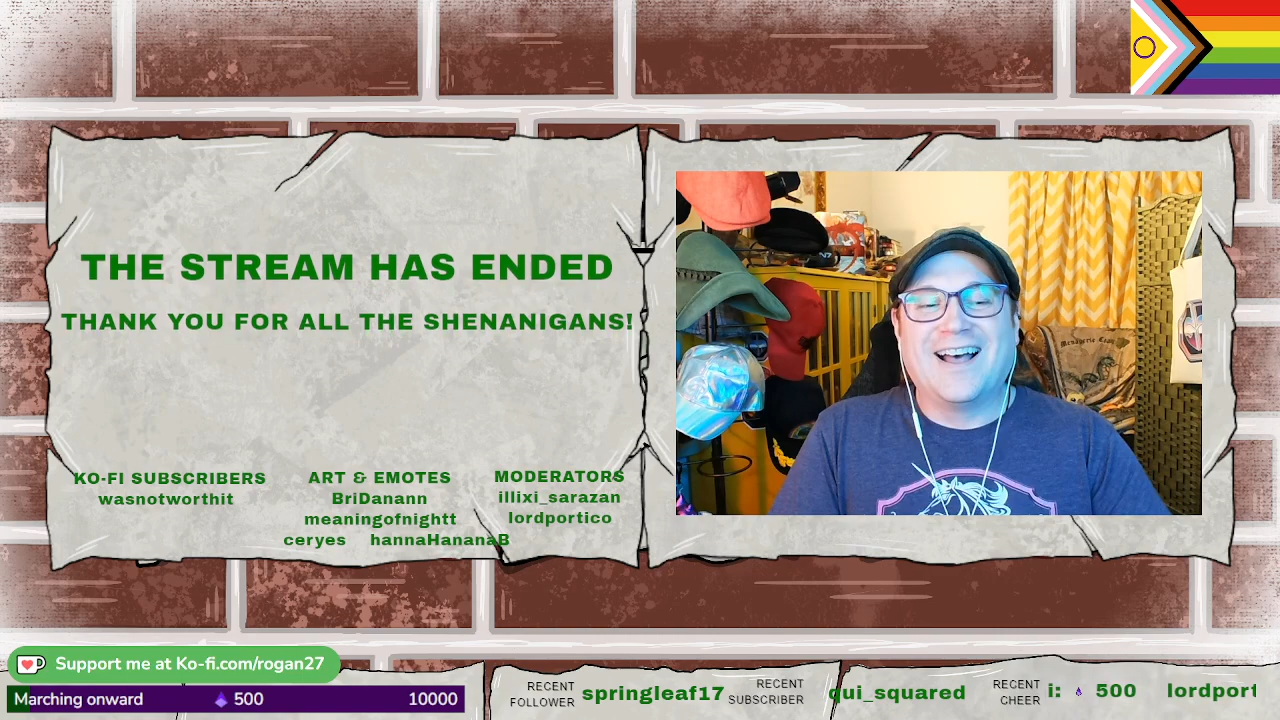 THE STREAM HAS ENDED
THANK YOU FOR ALL THE SHENANIGANS!
KO-FI SUBSCRIBERS
wasnotworthit
ART & EMOTES
BriDanann
meaningofnightt
ceryes hannaHananaB
MODERATORS
illixi_sarazan
lordportico
Menagerie Coast
Support me at Ko-fi.com/rogan27
Marching onward 500 10000
RECENT FOLLOWER springleaf17
RECENT SUBSCRIBER qui_squared
RECENT CHEER i: 500 lordport